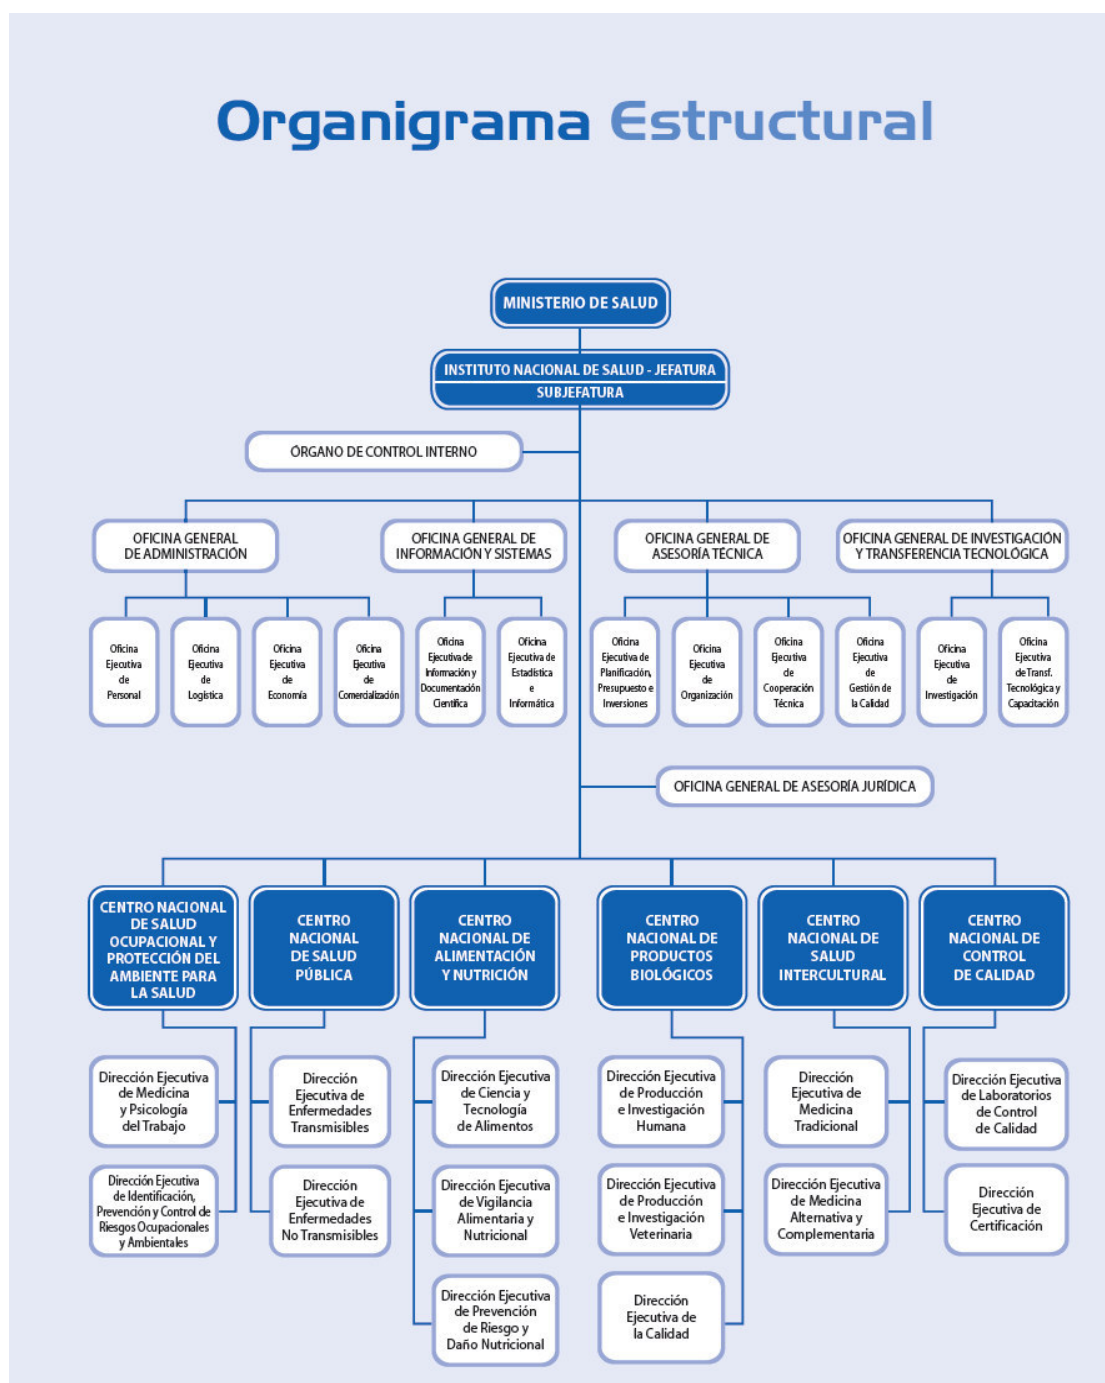 Organigrama Estructural
MINISTERIO DE SALUD
INSTITUTO NACIONAL DE SALUD - JEFATURA
SUBJEFATURA
ÓRGANO DE CONTROL INTERNO
OFICINA GENERAL
DE ADMINISTRACIÓN
OFICINA GENERAL DE
INFORMACIÓN Y SISTEMAS
OFICINA GENERAL DE
ASESORÍA TÉCNICA
OFICINA GENERAL DE INVESTIGACIÓN
Y TRANSFERENCIA TECNOLÓGICA
Oficina
Ejecutiva
de
Personal
Oficina
Ejecutiva
de
Logística
Oficina
Ejecutiva
de
Economía
Oficina
Ejecutiva
de
Comercialización
Oficina
Ejecutiva de
Información y
Documentación
Científica
Oficina
Ejecutiva de
Estadística
e
Informática
Oficina
Ejecutiva de
Planificación,
Presupuesto e
Inversiones
Oficina
Ejecutiva
de
Organización
Oficina
Ejecutiva
de
Cooperación
Técnica
Oficina
Ejecutiva
de
Gestión de
la Calidad
Oficina
Ejecutiva
de
Investigación
Oficina
Ejecutiva
de Transf.
Tecnológica y
Capacitación
OFICINA GENERAL DE ASESORÍA JURÍDICA
CENTRO NACIONAL
DE SALUD
OCUPACIONAL Y
PROTECCIÓN DEL
AMBIENTE PARA
LA SALUD
CENTRO
NACIONAL
DE SALUD
PÚBLICA
CENTRO
NACIONAL DE
ALIMENTACIÓN
Y NUTRICIÓN
CENTRO
NACIONAL DE
PRODUCTOS
BIOLÓGICOS
CENTRO
NACIONAL DE
SALUD
INTERCULTURAL
CENTRO
NACIONAL DE
CONTROL
DE CALIDAD
Dirección Ejecutiva
de Medicina
y Psicología
del Trabajo
Dirección
Ejecutiva de
Enfermedades
Transmisibles
Dirección Ejecutiva
de Ciencia y
Tecnología
de Alimentos
Dirección Ejecutiva
de Producción
e Investigación
Humana
Dirección
Ejecutiva de
Medicina
Tradicional
Dirección Ejecutiva
de Laboratorios
de Control
de Calidad
Dirección Ejecutiva
de Identificación,
Prevención y Control de
Riesgos Ocupacionales
y Ambientales
Dirección
Ejecutiva de
Enfermedades
No Transmisibles
Dirección Ejecutiva
de Vigilancia
Alimentaria y
Nutricional
Dirección Ejecutiva
de Producción
e Investigación
Veterinaria
Dirección Ejecutiva
de Medicina
Alternativa y
Complementaria
Dirección
Ejecutiva de
Certificación
Dirección Ejecutiva
de Prevención
de Riesgo y
Daño Nutricional
Dirección
Ejecutiva de
la Calidad